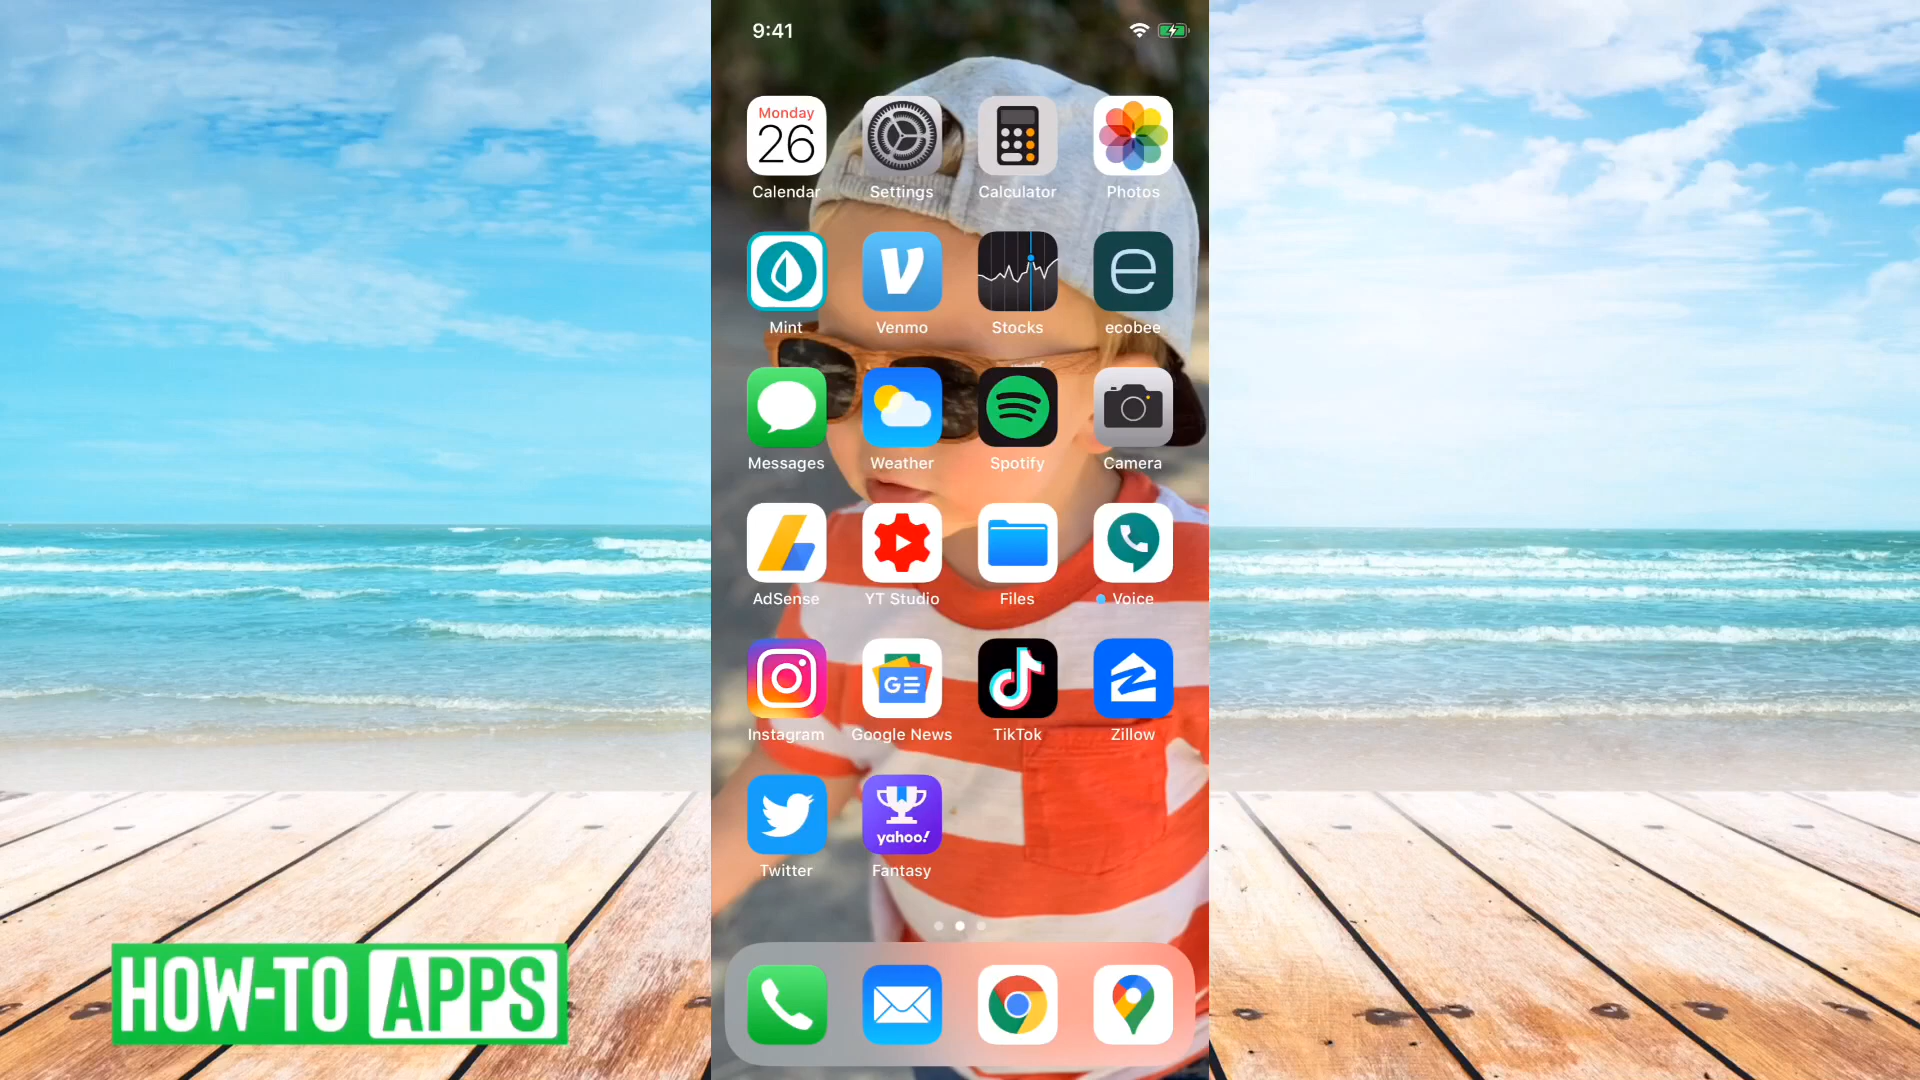 9:41
Monday
26
Calendar
Settings
Calculator
Photos
Mint
Venmo
Stocks
ecobee
Messages
Weather
Spotify
Camera
AdSense
YT Studio
Files
Voice
GE
Instagram
Google News
TikTok
Zillow
yahoo!
Twitter
Fantasy
HOW-TO APPS